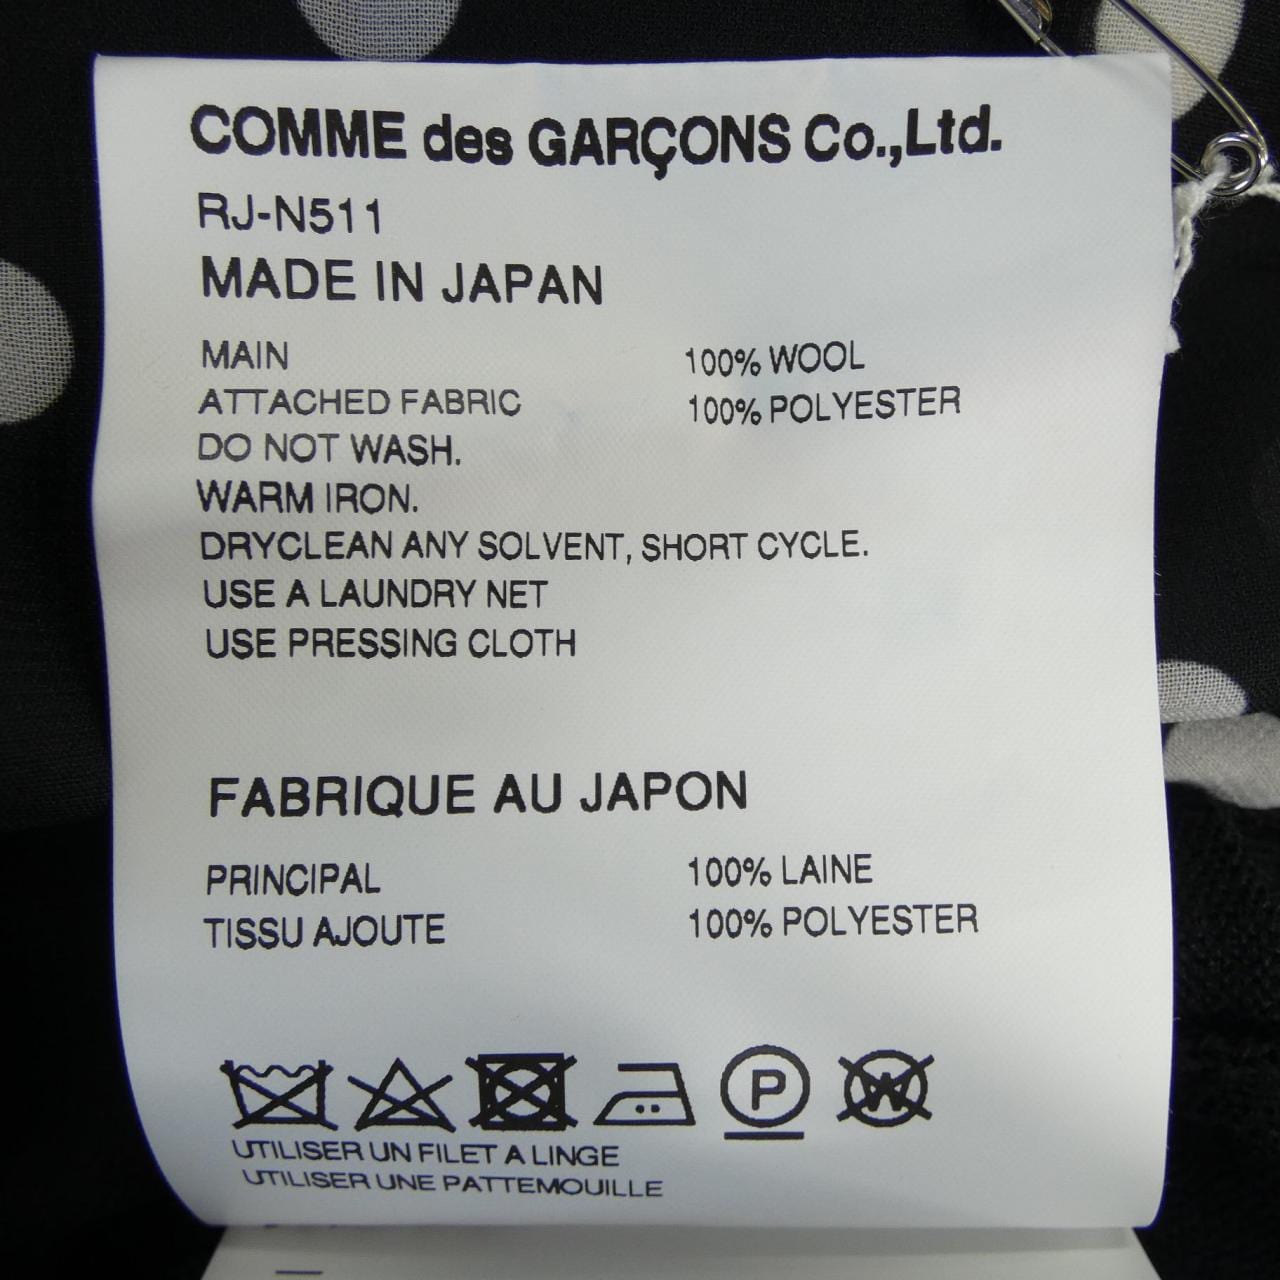 COMME des GARÇONS Co.,Ltd.
RJ-N511
MADE IN JAPAN
MAIN 100% WOOL
ATTACHED FABRIC 100% POLYESTER
DO NOT WASH.
WARM IRON.
DRYCLEAN ANY SOLVENT, SHORT CYCLE.
USE A LAUNDRY NET
USE PRESSING CLOTH
FABRIQUE AU JAPON
PRINCIPAL 100% LAINE
TISSU AJOUTE 100% POLYESTER
P W
UTILISER UN FILET A LINGE
UTILISER UNE PATTEMOUILLE